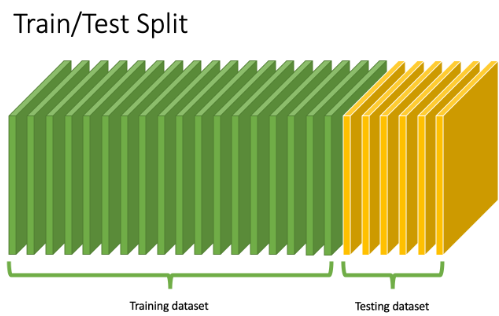 Train/Test Split
Training dataset
Testing dataset